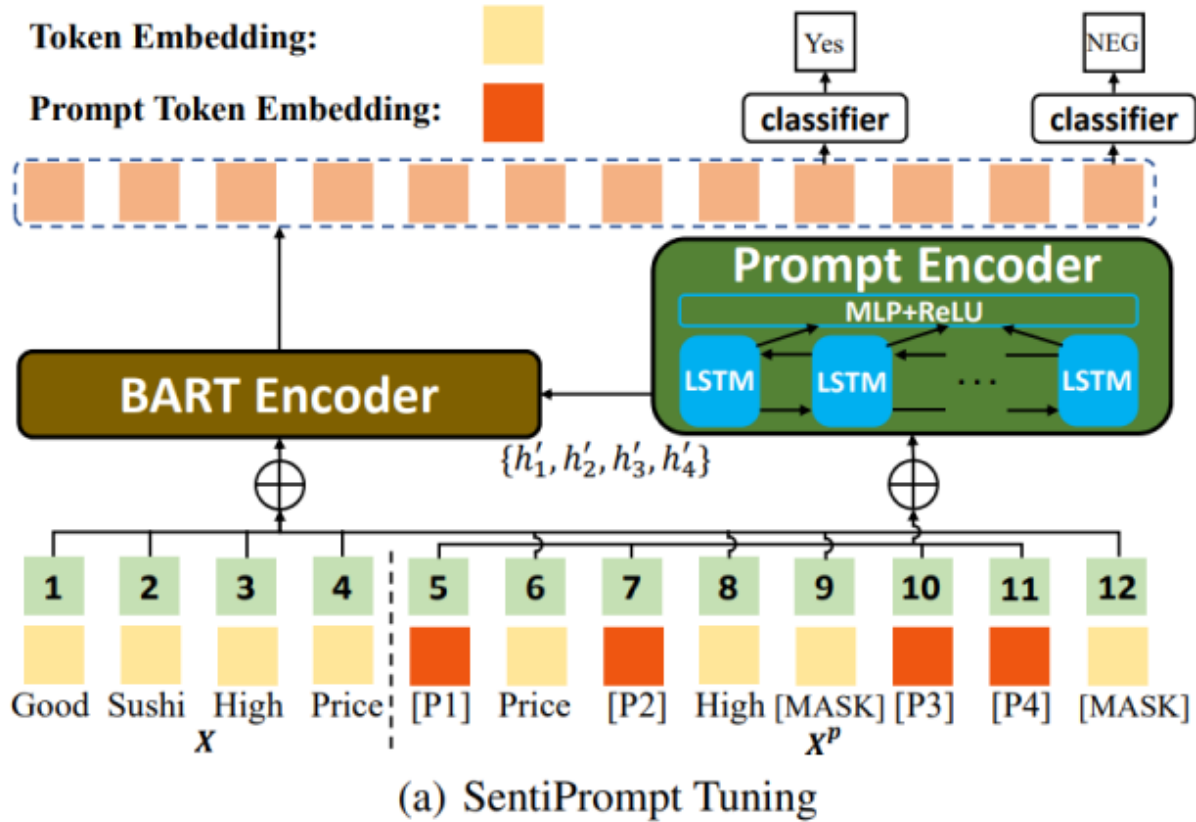 Token Embedding:
Yes
NEG
Prompt Token Embedding:
classifier
classifier
Prompt Encoder
MLP+ReLU
BART Encoder
LSTM
LSTM
...
LSTM
{h′₁, h′₂, h′₃, h′₄}
1 2 3 4 5 6 7 8 9 10 11 12
Good Sushi High Price [P1] Price [P2] High [MASK] [P3] [P4] [MASK]
X
Xᵖ
(a) SentiPrompt Tuning